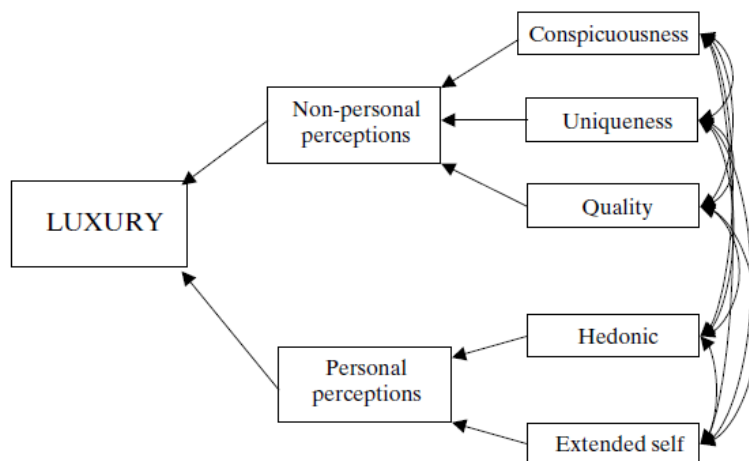 Conspicuousness
Non-personal
perceptions
Uniqueness
Quality
LUXURY
Hedonic
Personal
perceptions
Extended self